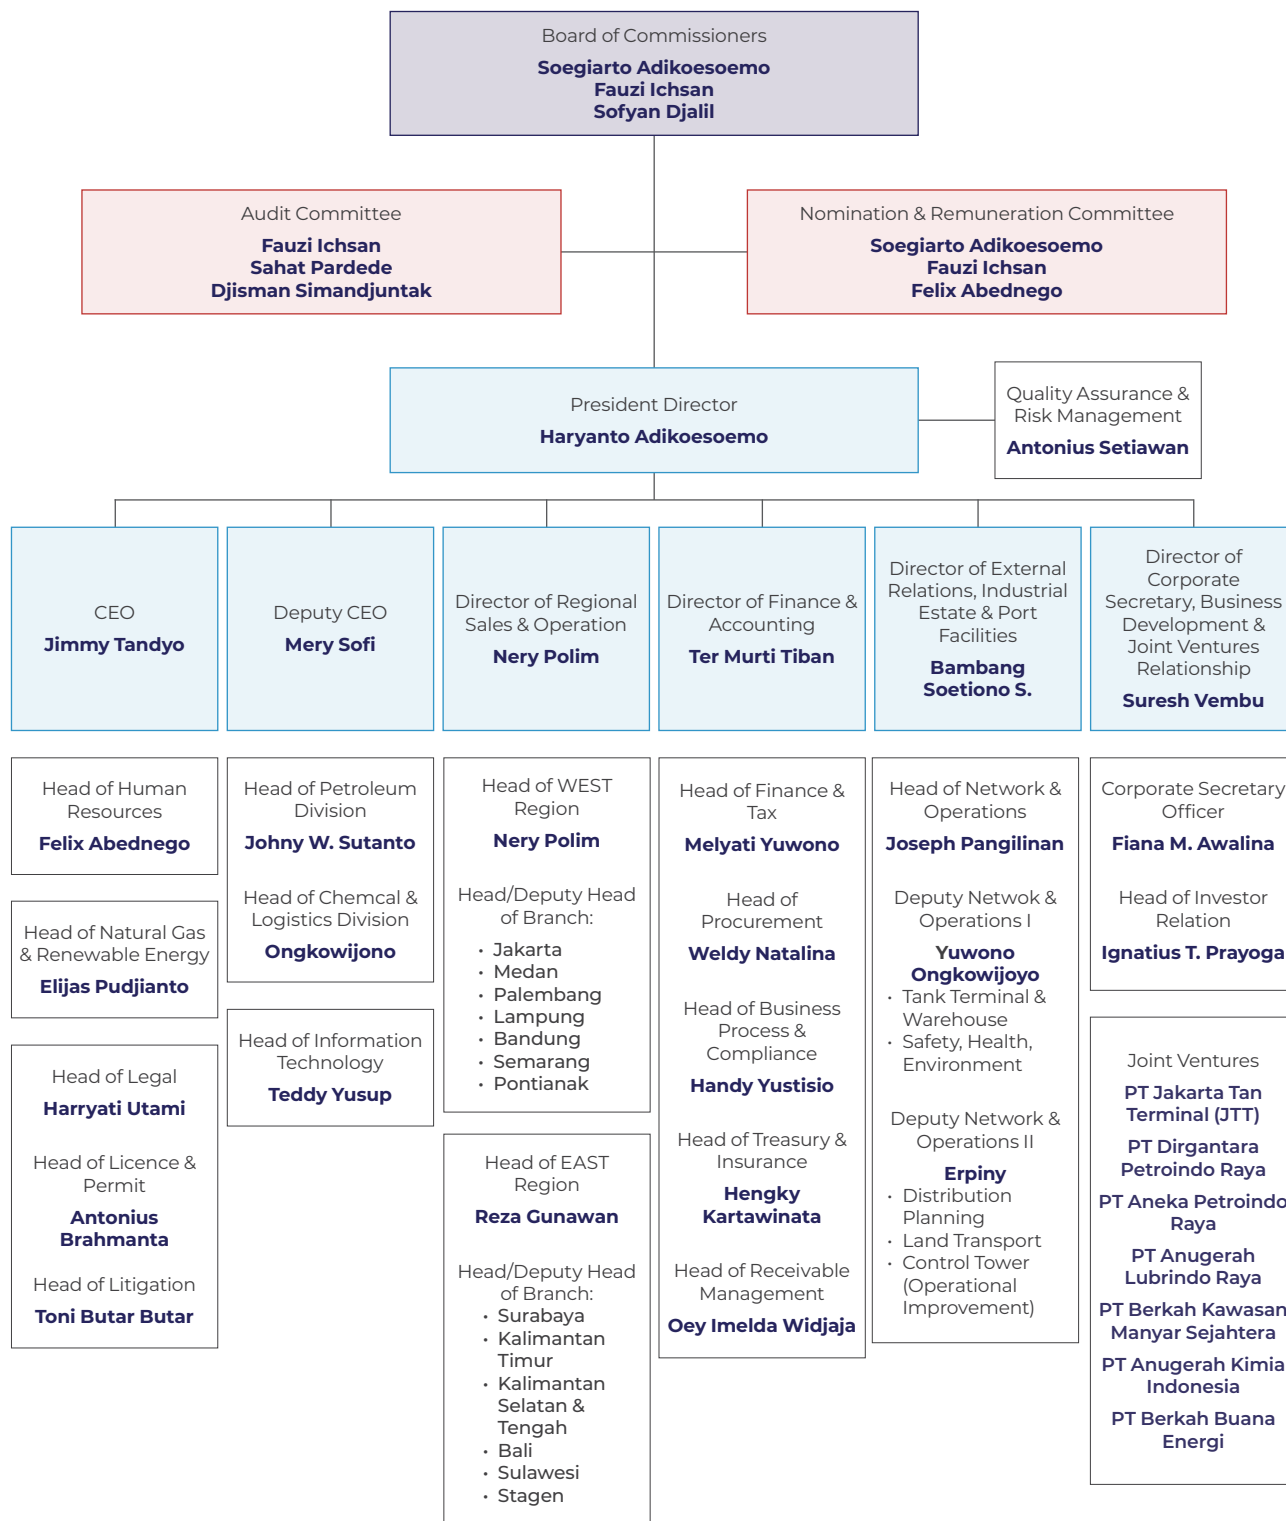 Board of Commissioners
Soegiarto Adikoesoemo
Fauzi Ichsan
Sofyan Djalil
Audit Committee
Fauzi Ichsan
Sahat Pardede
Djisman Simandjuntak
Nomination & Remuneration Committee
Soegiarto Adikoesoemo
Fauzi Ichsan
Felix Abednego
President Director
Haryanto Adikoesoemo
Quality Assurance &
Risk Management
Antonius Setiawan
CEO
Jimmy Tandyo
Deputy CEO
Mery Sofi
Director of Regional
Sales & Operation
Nery Polim
Director of Finance &
Accounting
Ter Murti Tiban
Director of External
Relations, Industrial
Estate & Port
Facilities
Bambang
Soetiono S.
Director of
Corporate
Secretary, Business
Development &
Joint Ventures
Relationship
Suresh Vembu
Head of Human
Resources
Felix Abednego
Head of Natural Gas
& Renewable Energy
Elijas Pudjianto
Head of Legal
Harryati Utami
Head of Licence &
Permit
Antonius
Brahmanta
Head of Litigation
Toni Butar Butar
Head of Petroleum
Division
Johny W. Sutanto
Head of Chemcal &
Logistics Division
Ongkowijono
Head of Information
Technology
Teddy Yusup
Head of WEST
Region
Nery Polim
Head/Deputy Head
of Branch:
• Jakarta
• Medan
• Palembang
• Lampung
• Bandung
• Semarang
• Pontianak
Head of EAST
Region
Reza Gunawan
Head/Deputy Head
of Branch:
• Surabaya
• Kalimantan
Timur
• Kalimantan
Selatan &
Tengah
• Bali
• Sulawesi
• Stagen
Head of Finance &
Tax
Melyati Yuwono
Head of
Procurement
Weldy Natalina
Head of Business
Process &
Compliance
Handy Yustisio
Head of Treasury &
Insurance
Hengky
Kartawinata
Head of Receivable
Management
Oey Imelda Widjaja
Head of Network &
Operations
Joseph Pangilinan
Deputy Netwok &
Operations I
Yuwono
Ongkowijoyo
• Tank Terminal &
Warehouse
• Safety, Health,
Environment
Deputy Network &
Operations II
Erpiny
• Distribution
Planning
• Land Transport
• Control Tower
(Operational
Improvement)
Corporate Secretary
Officer
Fiana M. Awalina
Head of Investor
Relation
Ignatius T. Prayoga
Joint Ventures
PT Jakarta Tan
Terminal (JTT)
PT Dirgantara
Petroindo Raya
PT Aneka Petroindo
Raya
PT Anugerah
Lubrindo Raya
PT Berkah Kawasan
Manyar Sejahtera
PT Anugerah Kimia
Indonesia
PT Berkah Buana
Energi